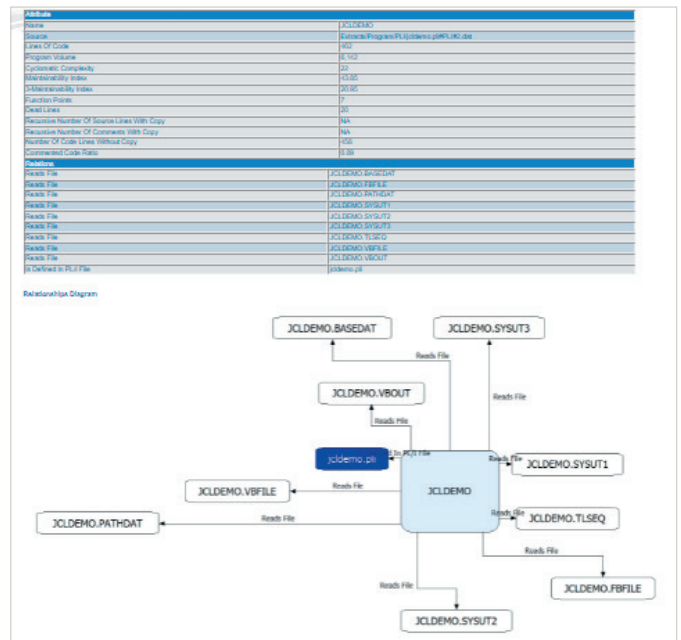 Attribute
Name JCLDEMO
Source
Lines Of Code 462
Program Volume
Cyclomatic Complexity 22
Maintainability Index
Maintainability Index
Function Points 7
Dead Lines 20
Recursive Number Of Source Lines With Copy NA
Recursive Number Of Comments With Copy NA
Number Of Code Lines Without Copy
Commented Code Ratio
Relations
Reads File JCLDEMO.BASEDAT
Reads File JCLDEMO.FBFILE
Reads File JCLDEMO.PATHDAT
Reads File JCLDEMO.SYSUT1
Reads File JCLDEMO.SYSUT2
Reads File JCLDEMO.SYSUT3
Reads File JCLDEMO.TLSEQ
Reads File JCLDEMO.VBFILE
Reads File JCLDEMO.VBOUT
Is Defined In PL/I File jcldemo.pli
Relationships Diagram
JCLDEMO.BASEDAT
JCLDEMO.SYSUT3
Reads File
JCLDEMO.VBOUT
Reads File
Reads File
jcldemo.pli
In PL/I File
Reads File
JCLDEMO.SYSUT1
JCLDEMO.VBFILE
Reads File
JCLDEMO
JCLDEMO.PATHDAT
Reads File
Reads File
JCLDEMO.TLSEQ
Reads File
Reads File
JCLDEMO.FBFILE
JCLDEMO.SYSUT2